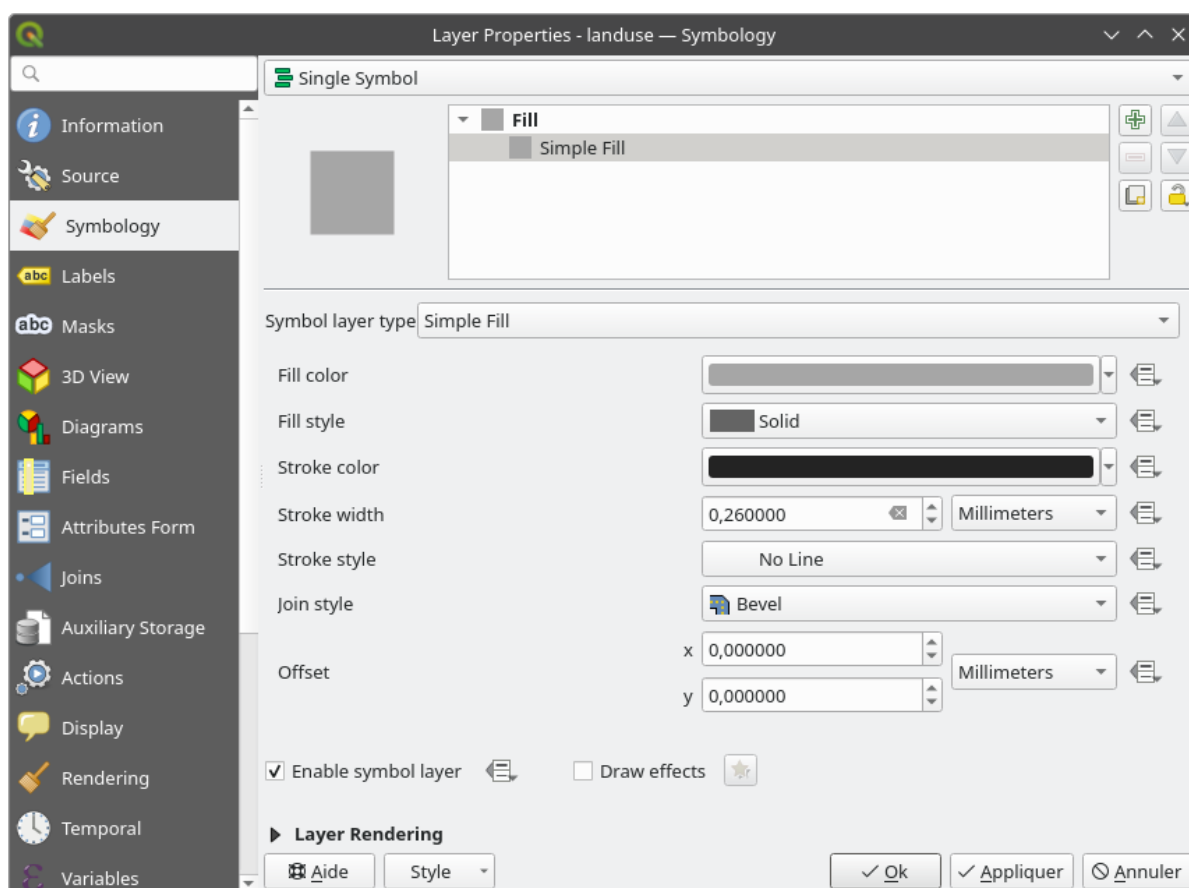 Layer Properties - landuse — Symbology
Single Symbol
Information
Source
Symbology
abc Labels
abc Masks
3D View
Diagrams
Fields
Attributes Form
Joins
Auxiliary Storage
Actions
Display
Rendering
Temporal
Variables
Fill
Simple Fill
Symbol layer type Simple Fill
Fill color
Fill style Solid
Stroke color
Stroke width 0,260000 Millimeters
Stroke style No Line
Join style Bevel
Offset x 0,000000 Millimeters
y 0,000000
Enable symbol layer Draw effects
Layer Rendering
Aide Style Ok Appliquer Annuler